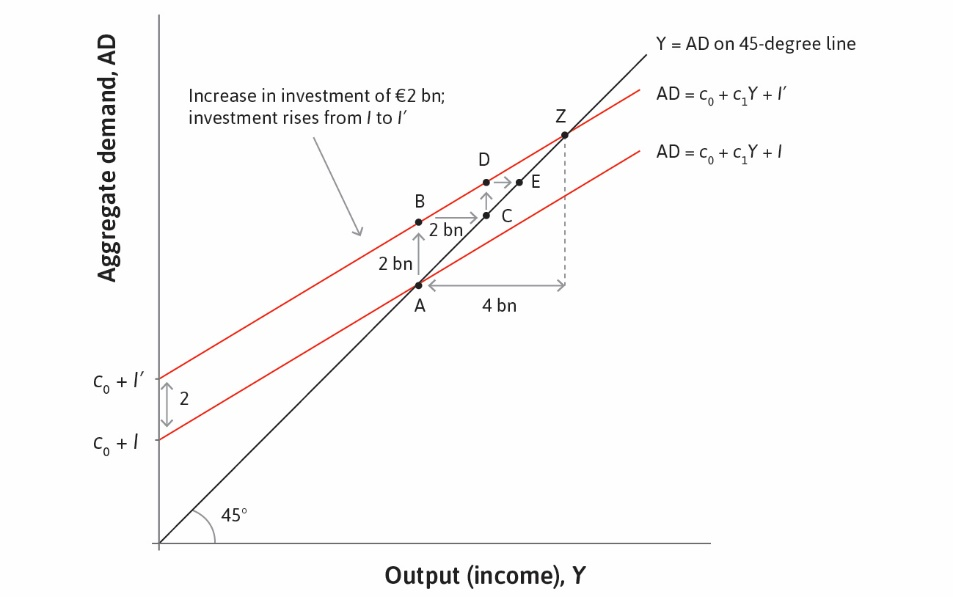 Aggregate demand, AD
Y = AD on 45-degree line
AD = c₀ + c₁Y + I′
AD = c₀ + c₁Y + I
Increase in investment of €2 bn;
investment rises from I to I′
Z
D
E
B
C
2 bn
2 bn
A
4 bn
c₀ + I′
2
c₀ + I
45°
Output (income), Y